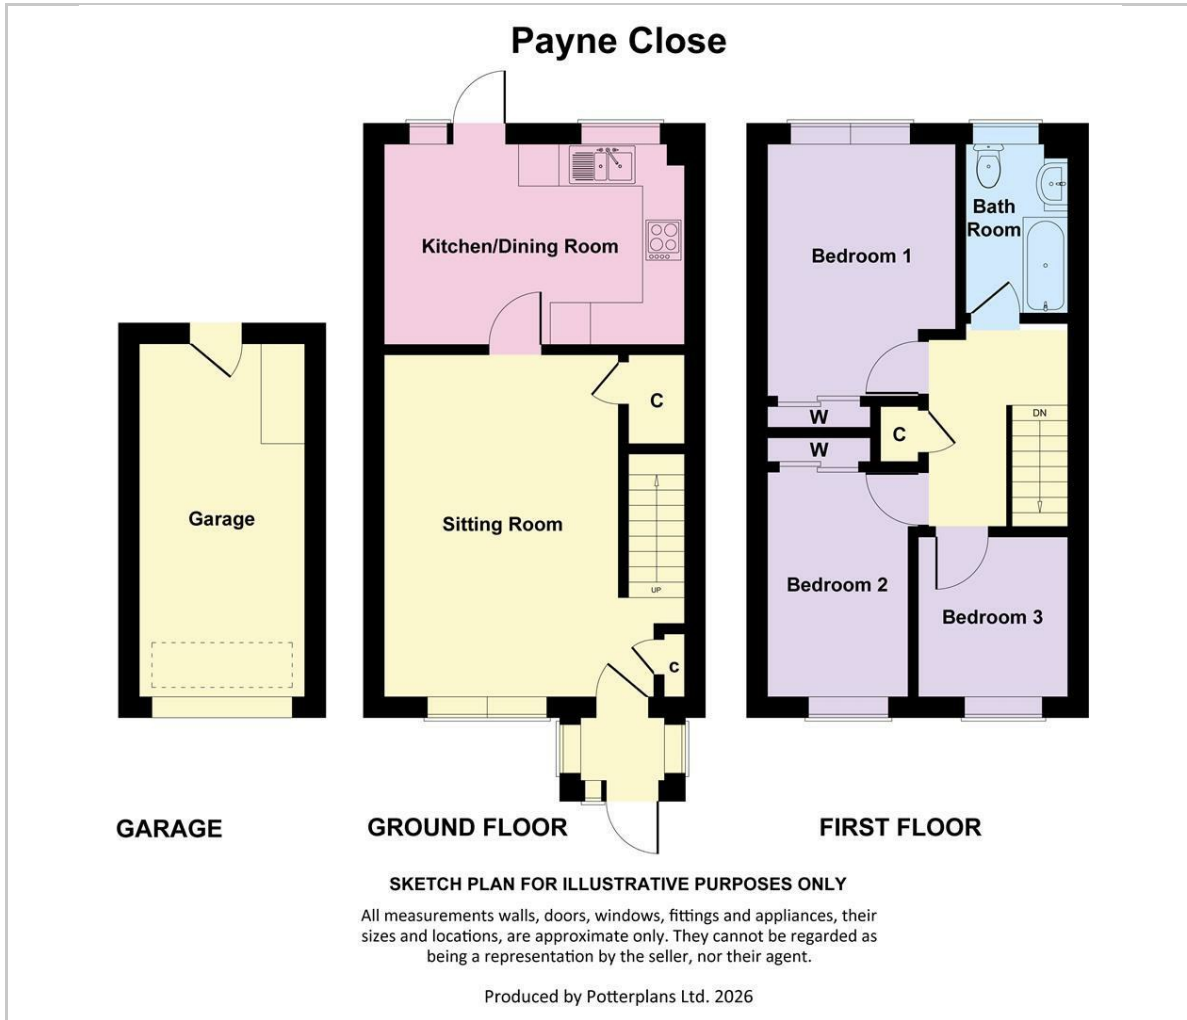 Payne Close
Kitchen/Dining Room
Sitting Room
C
UP
c
Garage
Bedroom 1
Bath
Room
W
W
C
DN
Bedroom 2
Bedroom 3
GARAGE
GROUND FLOOR
FIRST FLOOR
SKETCH PLAN FOR ILLUSTRATIVE PURPOSES ONLY
All measurements walls, doors, windows, fittings and appliances, their
sizes and locations, are approximate only. They cannot be regarded as
being a representation by the seller, nor their agent.
Produced by Potterplans Ltd. 2026